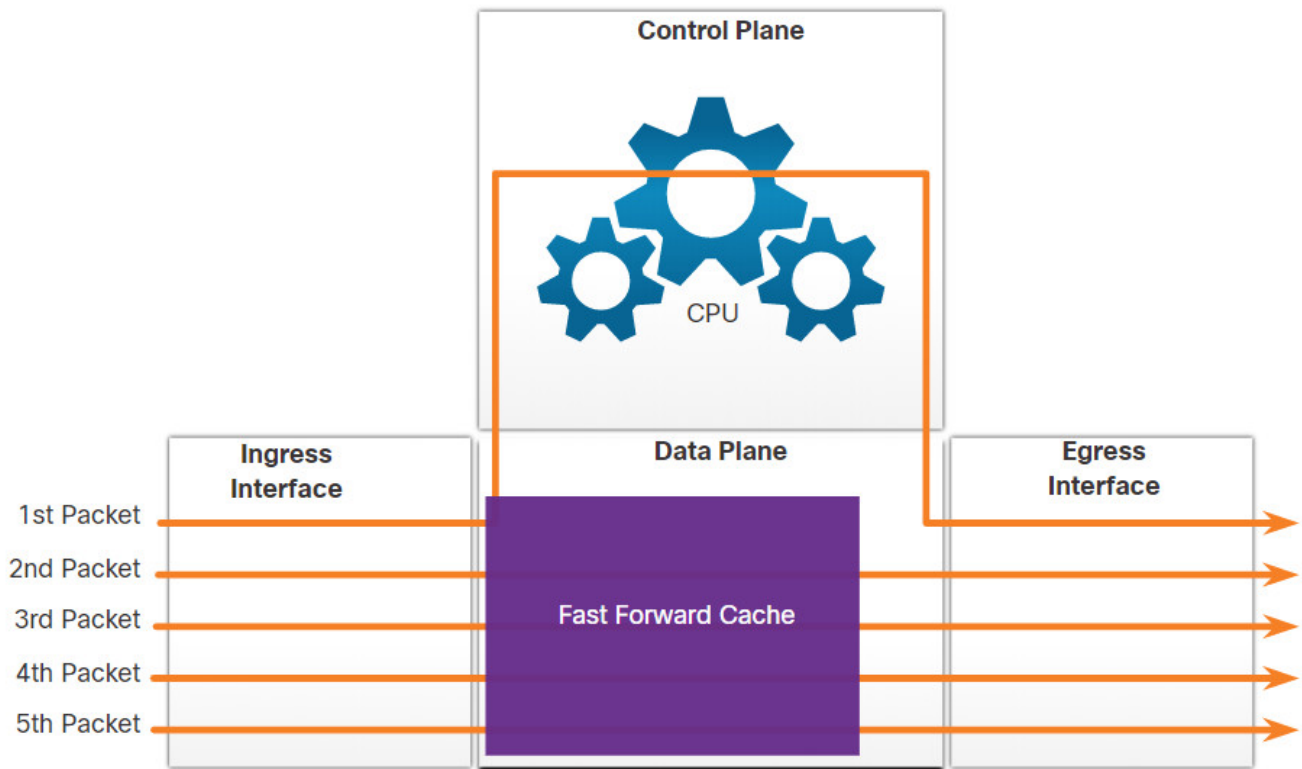 Control Plane
CPU
Ingress
Interface
Data Plane
Egress
Interface
1st Packet
2nd Packet
3rd Packet
4th Packet
5th Packet
Fast Forward Cache